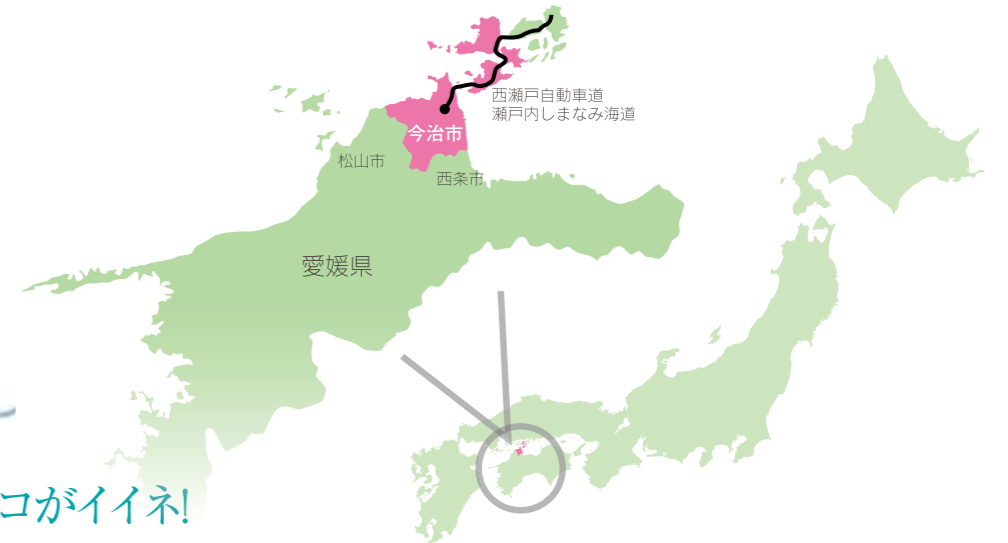 西瀬戸自動車道
瀬戸内しまなみ海道
今治市
松山市
西条市
愛媛県
コがイイネ!